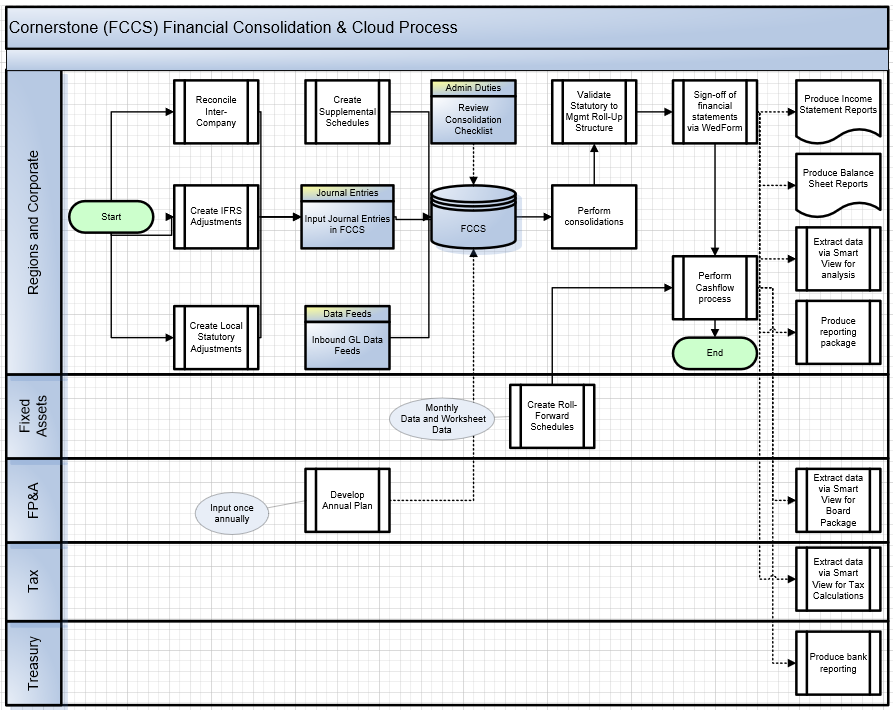 Cornerstone (FCCS) Financial Consolidation & Cloud Process
Regions and Corporate
Start
Reconcile
Inter-
Company
Create IFRS
Adjustments
Create Local
Statutory
Adjustments
Create
Supplemental
Schedules
Journal Entries
Input Journal Entries
in FCCS
Data Feeds
Inbound GL Data
Feeds
Admin Duties
Review
Consolidation
Checklist
FCCS
Validate
Statutory to
Mgmt Roll-Up
Structure
Perform
consolidations
Sign-off of
financial
statements
via WedForm
Perform
Cashflow
process
End
Produce Income
Statement Reports
Produce Balance
Sheet Reports
Extract data
via Smart
View for
analysis
Produce
reporting
package
Fixed
Assets
Monthly
Data and Worksheet
Data
Create Roll-
Forward
Schedules
FP&A
Input once
annually
Develop
Annual Plan
Extract data
via Smart
View for
Board
Package
Tax
Extract data
via Smart
View for Tax
Calculations
Treasury
Produce bank
reporting